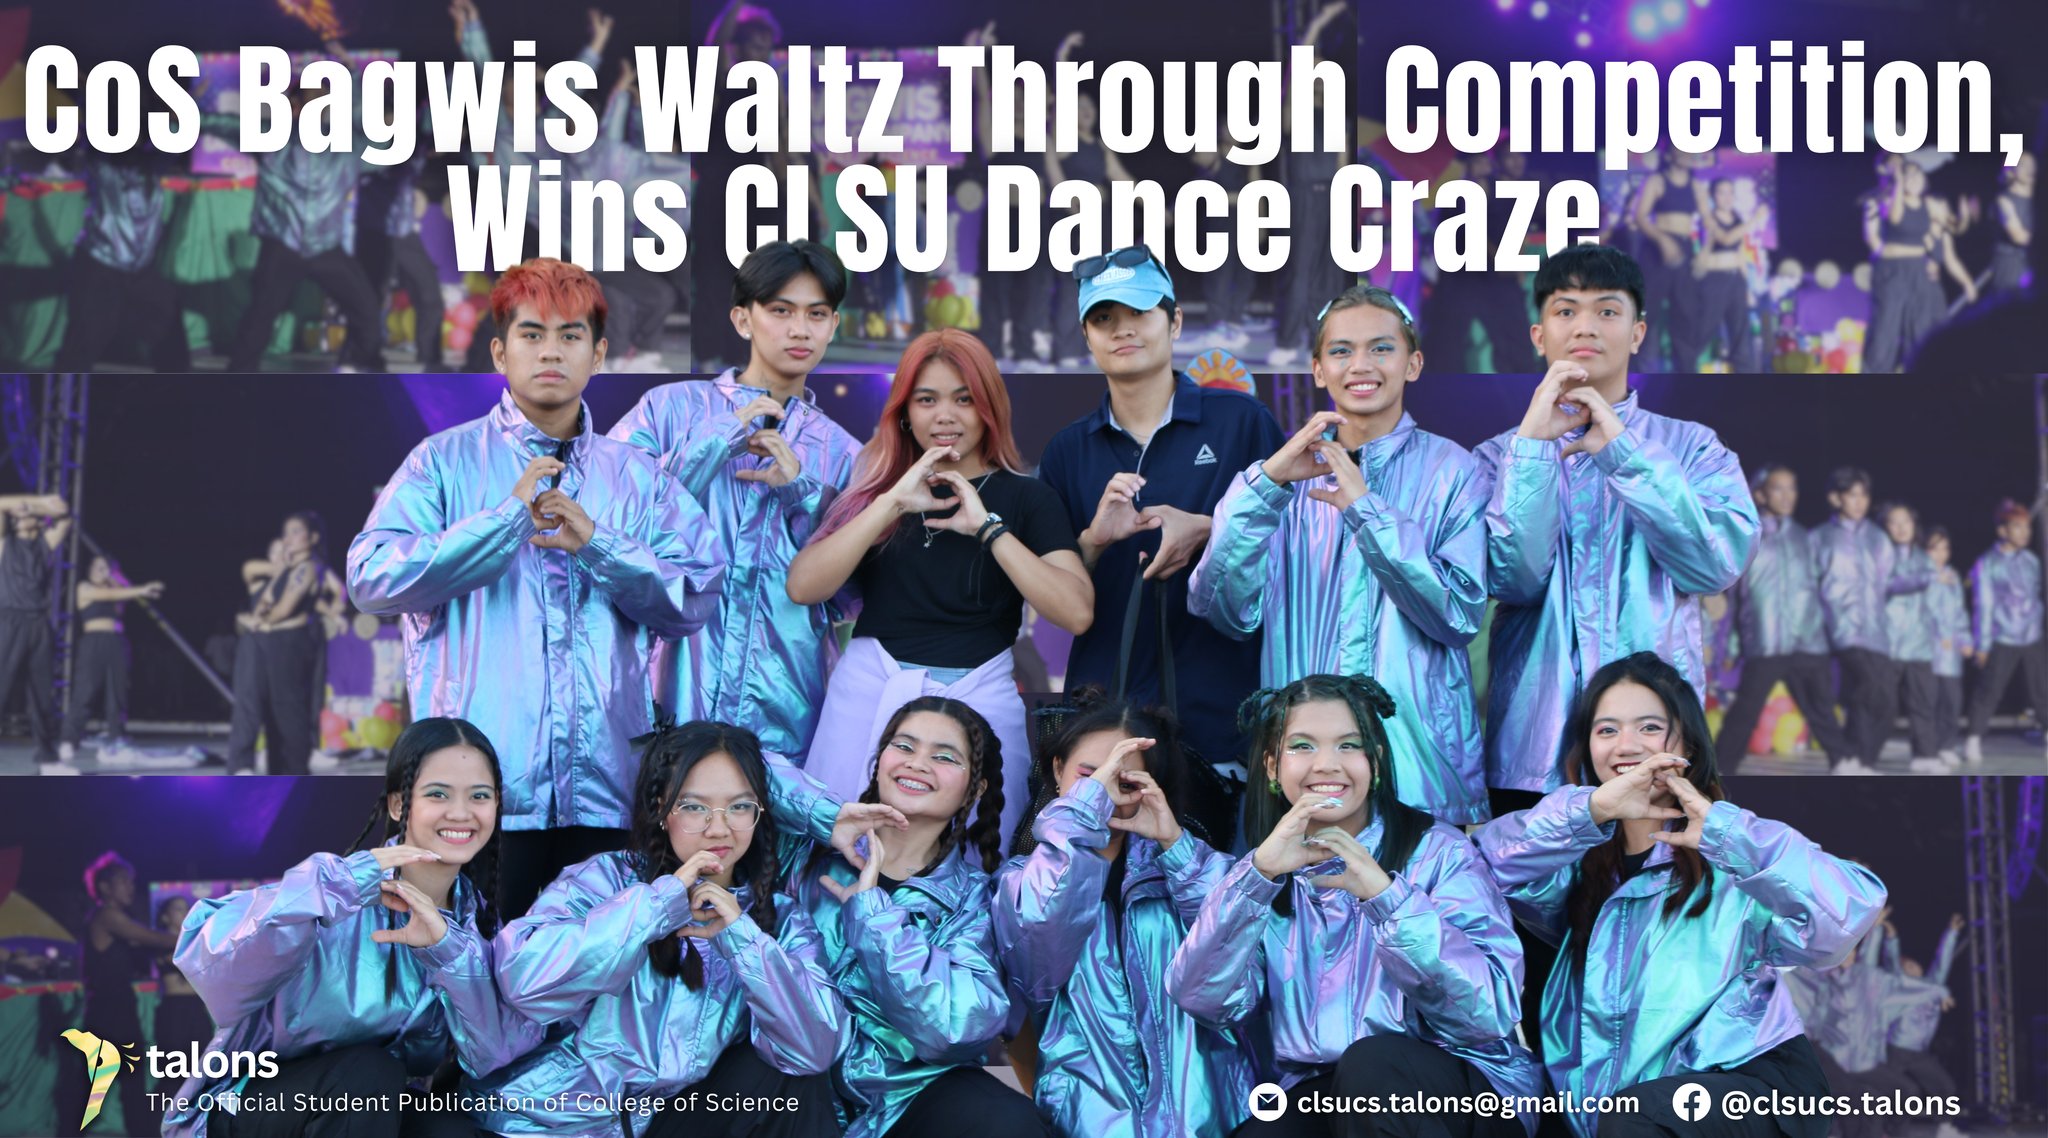 CoS Bagwis Waltz Through Competition,
Wins CLSU Dance Craze
Reebok
talons
The Official Student Publication of College of Science
clsucs.talons@gmail.com
@clsucs.talons